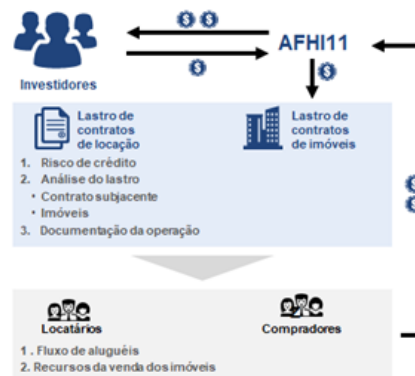 AFHI11
Investidores
Lastro de
contratos
de locação
Lastro de
contratos
de imóveis
1. Risco de crédito
2. Análise do lastro
• Contrato subjacente
• Imóveis
3. Documentação da operação
Locatários
Compradores
1 . Fluxo de aluguéis
2. Recursos da venda dos imóveis